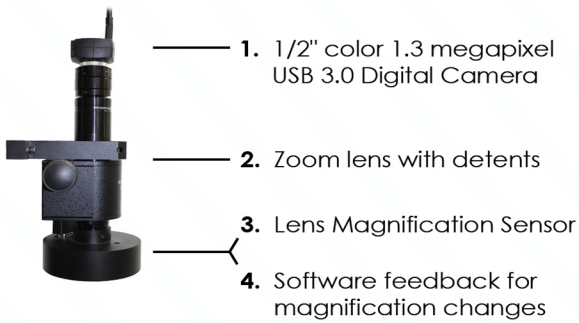 1. 1/2" color 1.3 megapixel
USB 3.0 Digital Camera
2. Zoom lens with detents
3. Lens Magnification Sensor
4. Software feedback for
magnification changes